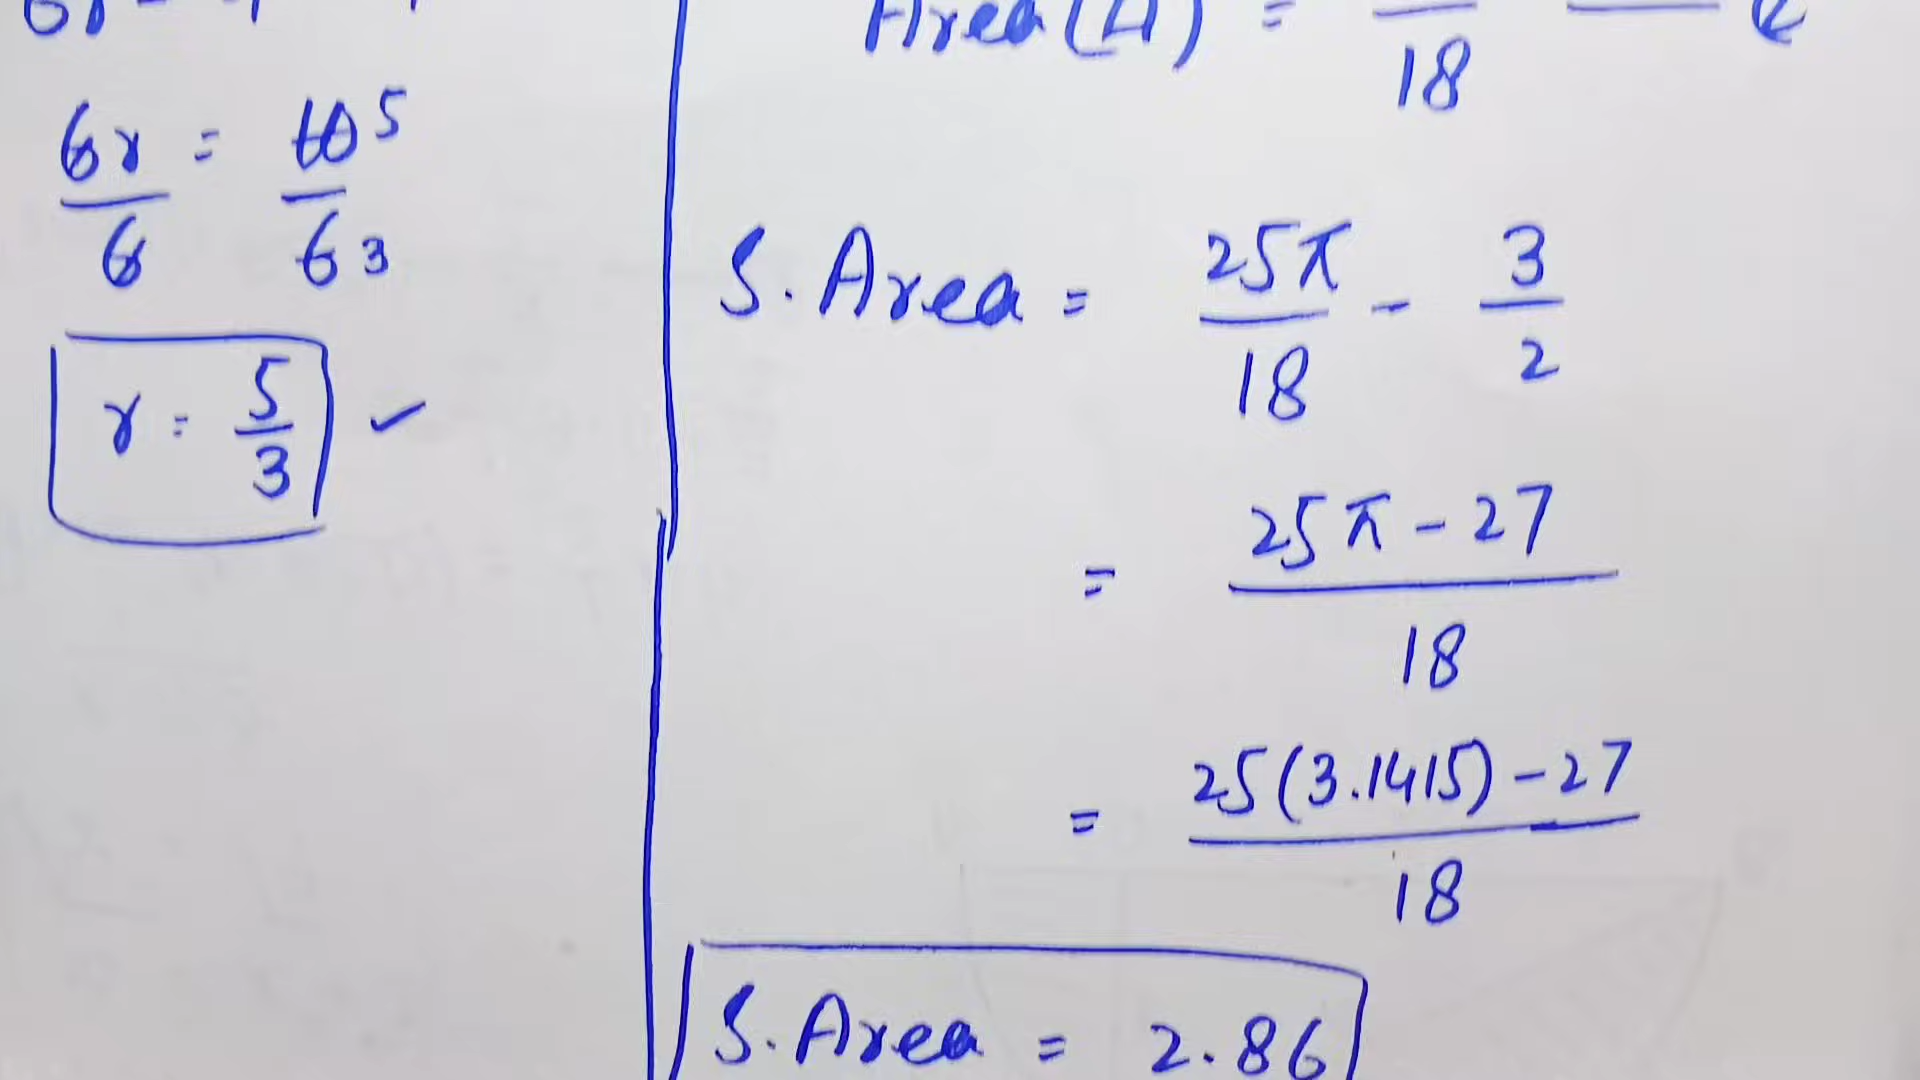 6r/6 = 10/6 5/3
r = 5/3 ✓
Area(Δ) = /18
S.Area = 25π/18 - 3/2
= 25π - 27/18
= 25(3.1415) - 27/18
S.Area = 2.86